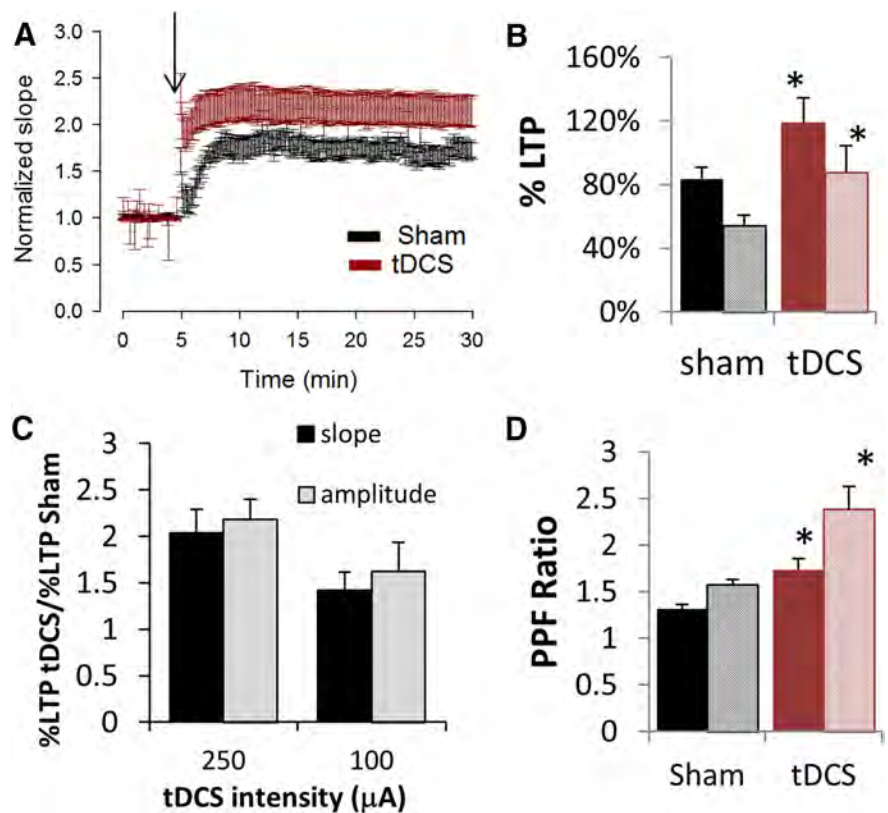 A
Normalized slope
3.0
2.5
2.0
1.5
1.0
0.5
0.0
0 5 10 15 20 25 30
Time (min)
Sham
tDCS
B
% LTP
160%
120%
80%
40%
0%
* *
sham tDCS
C
%LTP tDCS/%LTP Sham
3
2.5
2
1.5
1
0.5
0
slope
amplitude
250 100
tDCS intensity (μA)
D
PPF Ratio
3
2.5
2
1.5
1
0.5
0
* *
Sham tDCS